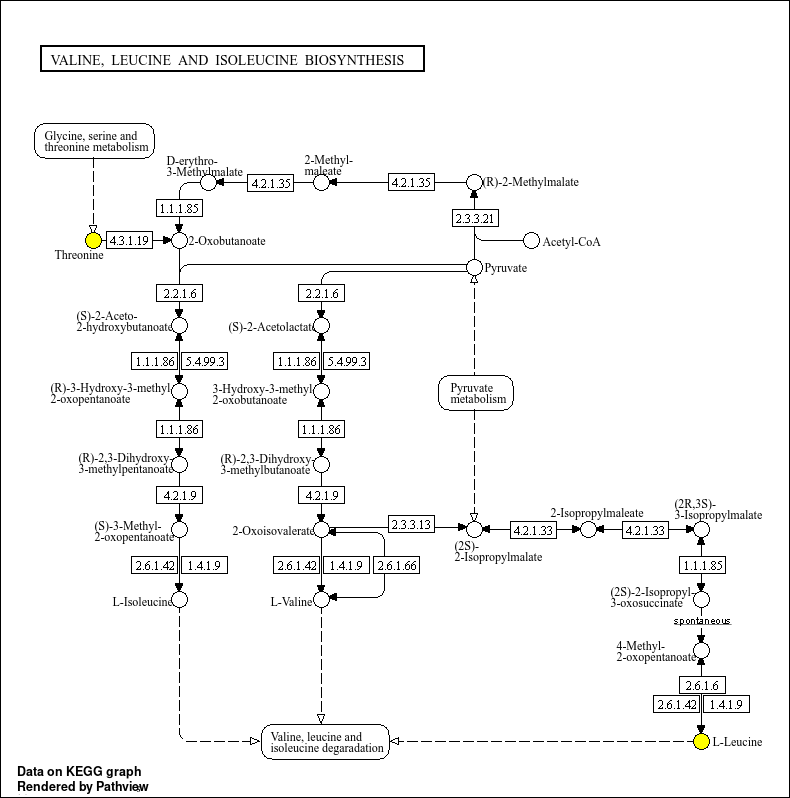 VALINE, LEUCINE AND ISOLEUCINE BIOSYNTHESIS
Glycine, serine and
threonine metabolism
D-erythro-
3-Methylmalate
2-Methyl-
maleate
4.2.1.35
4.2.1.35
(R)-2-Methylmalate
1.1.1.85
2.3.3.21
Threonine
4.3.1.19
2-Oxobutanoate
Acetyl-CoA
Pyruvate
2.2.1.6
2.2.1.6
(S)-2-Aceto-
2-hydroxybutanoate
(S)-2-Acetolactate
1.1.1.86
5.4.99.3
1.1.1.86
5.4.99.3
(R)-3-Hydroxy-3-methyl
2-oxopentanoate
3-Hydroxy-3-methyl
2-oxobutanoate
Pyruvate
metabolism
1.1.1.86
1.1.1.86
(R)-2,3-Dihydroxy-
3-methylpentanoate
(R)-2,3-Dihydroxy-
3-methylbutanoate
4.2.1.9
4.2.1.9
(S)-3-Methyl-
2-oxopentanoate
2-Oxoisovalerate
2.3.3.13
(2S)-
2-Isopropylmalate
4.2.1.33
2-Isopropylmaleate
4.2.1.33
(2R,3S)-
3-Isopropylmalate
2.6.1.42
1.4.1.9
2.6.1.42
1.4.1.9
2.6.1.66
1.1.1.85
L-Isoleucine
L-Valine
(2S)-2-Isopropyl-
3-oxosuccinate
spontaneous
4-Methyl-
2-oxopentanoate
2.6.1.6
2.6.1.42
1.4.1.9
Valine, leucine and
isoleucine degradation
L-Leucine
Data on KEGG graph
Rendered by Pathview